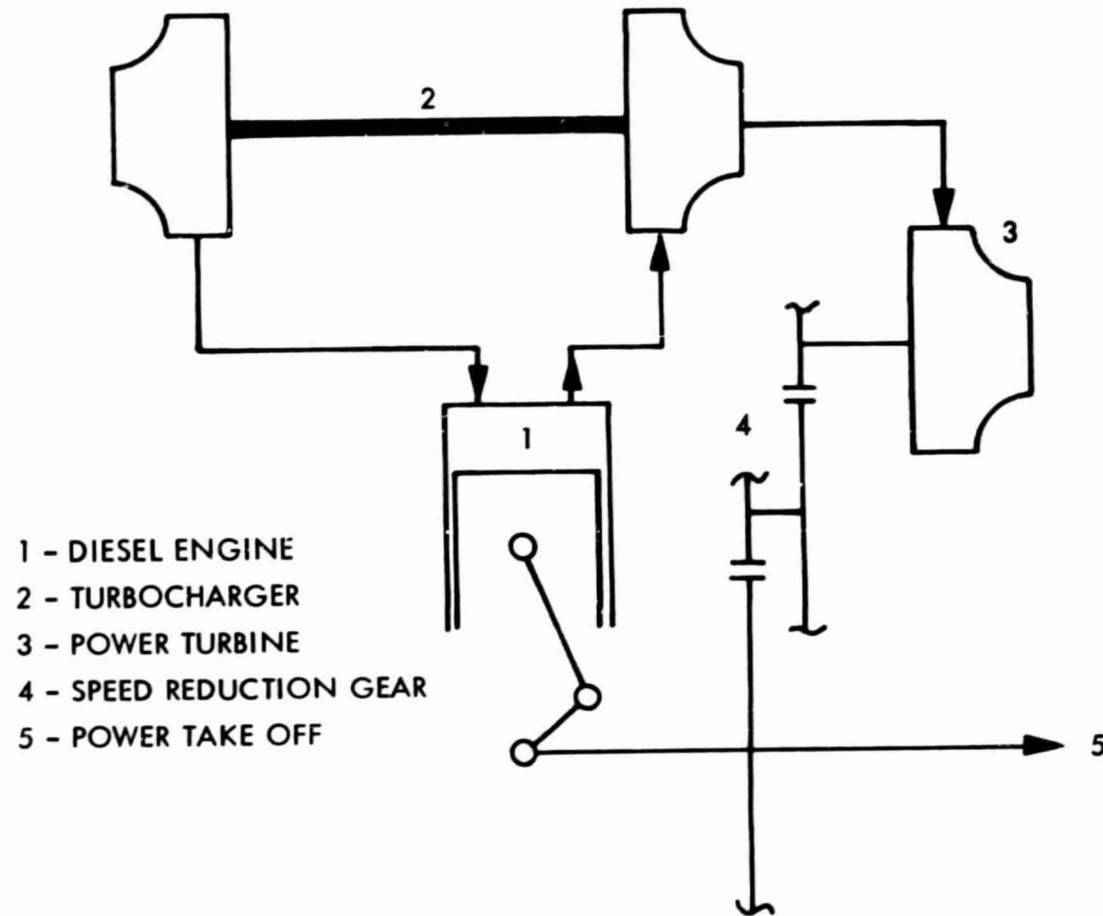 2
3
1
4
1 - DIESEL ENGINE
2 - TURBOCHARGER
3 - POWER TURBINE
4 - SPEED REDUCTION GEAR
5 - POWER TAKE OFF
5